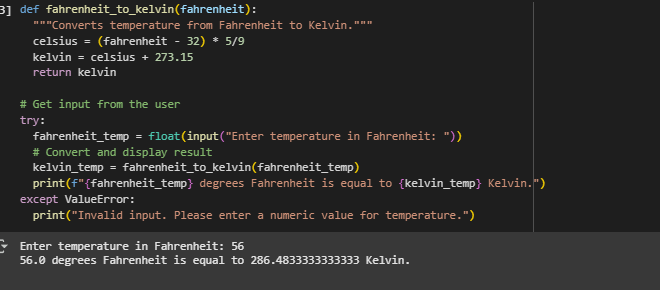 3] def fahrenheit_to_kelvin(fahrenheit):
"""Converts temperature from Fahrenheit to Kelvin."""
celsius = (fahrenheit - 32) * 5/9
kelvin = celsius + 273.15
return kelvin
# Get input from the user
try:
fahrenheit_temp = float(input("Enter temperature in Fahrenheit: "))
# Convert and display result
kelvin_temp = fahrenheit_to_kelvin(fahrenheit_temp)
print(f"{fahrenheit_temp} degrees Fahrenheit is equal to {kelvin_temp} Kelvin.")
except ValueError:
print("Invalid input. Please enter a numeric value for temperature.")
Enter temperature in Fahrenheit: 56
56.0 degrees Fahrenheit is equal to 286.4833333333333 Kelvin.